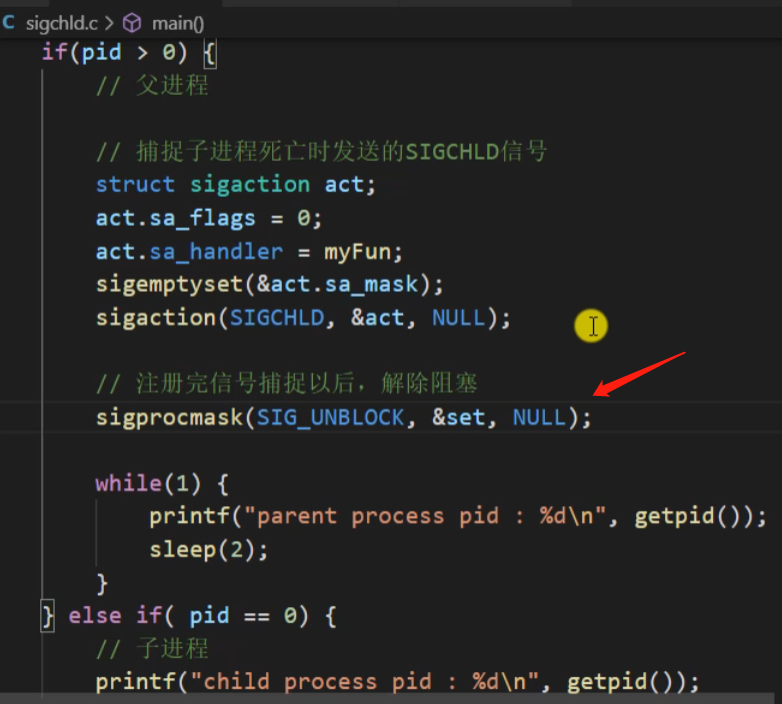 C sigchld.c > main()
if(pid > 0) {
// 父进程
// 捕捉子进程死亡时发送的SIGCHLD信号
struct sigaction act;
act.sa_flags = 0;
act.sa_handler = myFun;
sigemptyset(&act.sa_mask);
sigaction(SIGCHLD, &act, NULL);
// 注册完信号捕捉以后，解除阻塞
sigprocmask(SIG_UNBLOCK, &set, NULL);
while(1) {
printf("parent process pid : %d\n", getpid());
sleep(2);
}
} else if( pid == 0) {
// 子进程
printf("child process pid : %d\n", getpid());